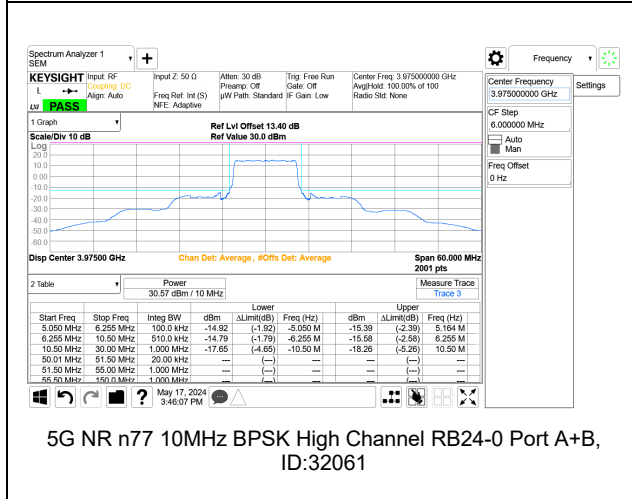 Spectrum Analyzer 1
SEM
Frequency
KEYSIGHT Input: RF Input Z: 50 Ω Atten: 30 dB Trig: Free Run Center Freq: 3.975000000 GHz
L Coupling: DC Preamp: Off Gate: Off Avg|Hold: 100.00% of 100
Align: Auto Freq Ref: Int (S) µW Path: Standard IF Gain: Low Radio Std: None
LXI PASS NFE: Adaptive
Center Frequency
3.975000000 GHz
Settings
CF Step
6.000000 MHz
Auto
Man
Freq Offset
0 Hz
1 Graph
Scale/Div 10 dB
Ref Lvl Offset 13.40 dB
Ref Value 30.0 dBm
Log
20.0
10.0
0.00
-10.0
-20.0
-30.0
-40.0
-50.0
-60.0
Disp Center 3.97500 GHz Chan Det: Average, #Offs Det: Average Span 60.000 MHz
2001 pts
2 Table
Power
30.57 dBm / 10 MHz
Measure Trace
Trace 3
Lower Upper
Start Freq Stop Freq Integ BW dBm ΔLimit(dB) Freq (Hz) dBm ΔLimit(dB) Freq (Hz)
5.050 MHz 6.255 MHz 100.0 kHz -14.92 (-1.92) -5.050 M -15.39 (-2.39) 5.164 M
6.255 MHz 10.50 MHz 510.0 kHz -14.79 (-1.79) -6.255 M -15.58 (-2.58) 6.255 M
10.50 MHz 30.00 MHz 1.000 MHz -17.65 (-4.65) -10.50 M -18.26 (-5.26) 10.50 M
50.01 MHz 51.50 MHz 20.00 kHz --- (---) --- --- (---) ---
51.50 MHz 55.00 MHz 1.000 MHz --- (---) --- --- (---) ---
55.50 MHz 150.0 MHz 1.000 MHz --- (---) --- --- (---) ---
May 17, 2024
3:46:07 PM
5G NR n77 10MHz BPSK High Channel RB24-0 Port A+B,
ID:32061